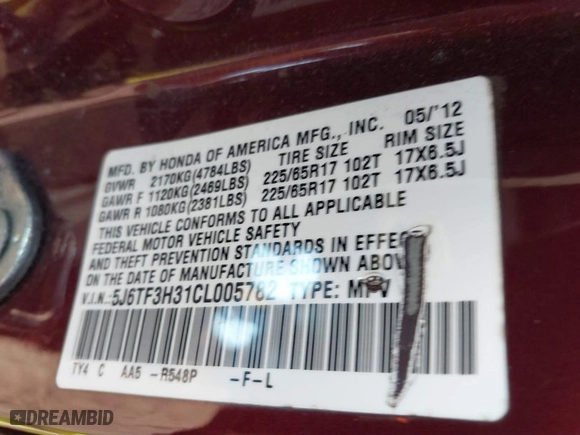 MFD. BY HONDA OF AMERICA MFG., INC. 05/'12
GVWR 2170KG(4784LBS) TIRE SIZE RIM SIZE
GAWR F 1120KG(2469LBS) 225/65R17 102T 17X6.5J
GAWR R 1080KG(2381LBS) 225/65R17 102T 17X6.5J
THIS VEHICLE CONFORMS TO ALL APPLICABLE
FEDERAL MOTOR VEHICLE SAFETY
AND THEFT PREVENTION STANDARDS IN EFFECT
ON THE DATE OF MANUFACTURE SHOWN ABOVE
V.I.N.: 5J6TF3H31CL005782 TYPE: MPV
TY4 C AA5 -R548P -F-L
DREAMBID